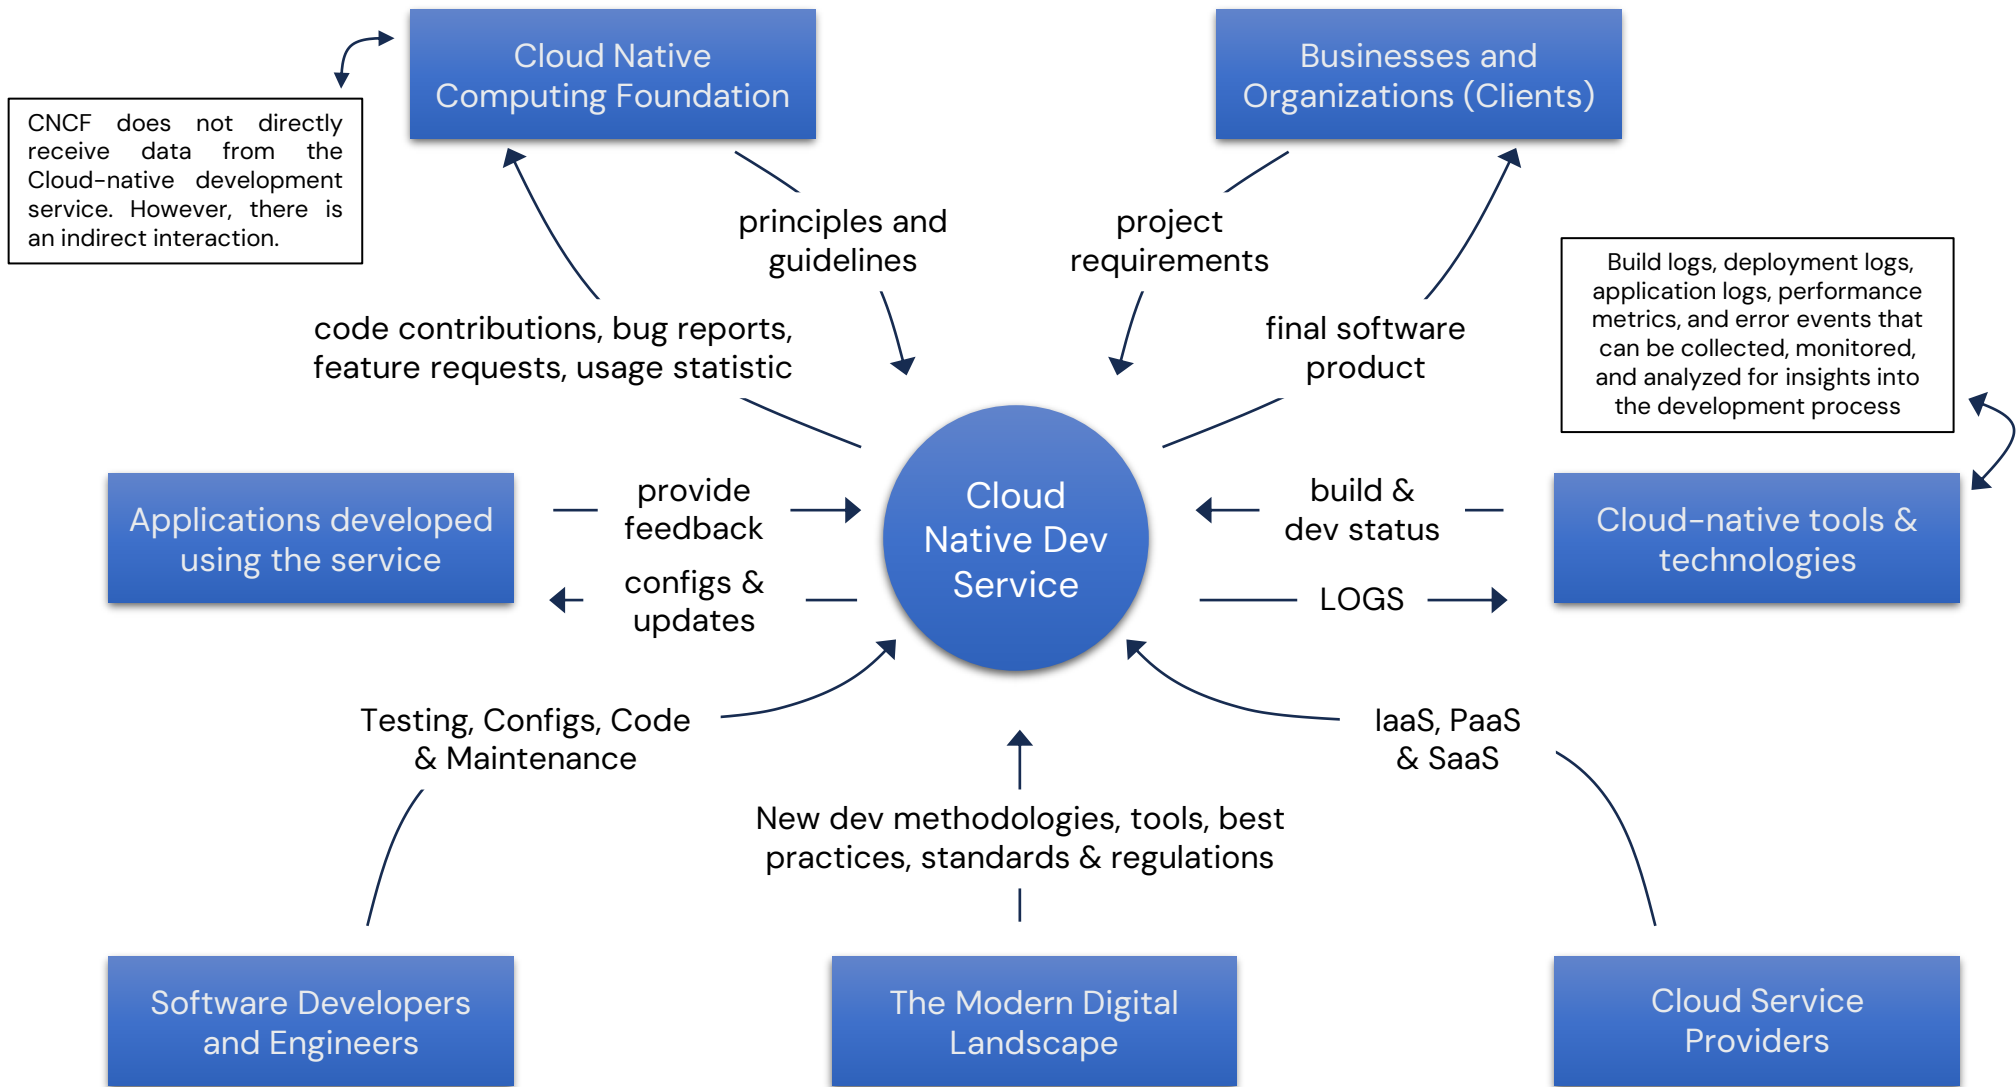 Cloud Native
Computing Foundation
Businesses and
Organizations (Clients)
CNCF does not directly
receive data from the
Cloud-native development
service. However, there is
an indirect interaction.
principles and
guidelines
project
requirements
Build logs, deployment logs,
application logs, performance
metrics, and error events that
can be collected, monitored,
and analyzed for insights into
the development process
code contributions, bug reports,
feature requests, usage statistic
final software
product
Applications developed
using the service
provide
feedback
configs &
updates
Cloud
Native Dev
Service
build &
dev status
LOGS
Cloud-native tools &
technologies
Testing, Configs, Code
& Maintenance
IaaS, PaaS
& SaaS
New dev methodologies, tools, best
practices, standards & regulations
Software Developers
and Engineers
The Modern Digital
Landscape
Cloud Service
Providers